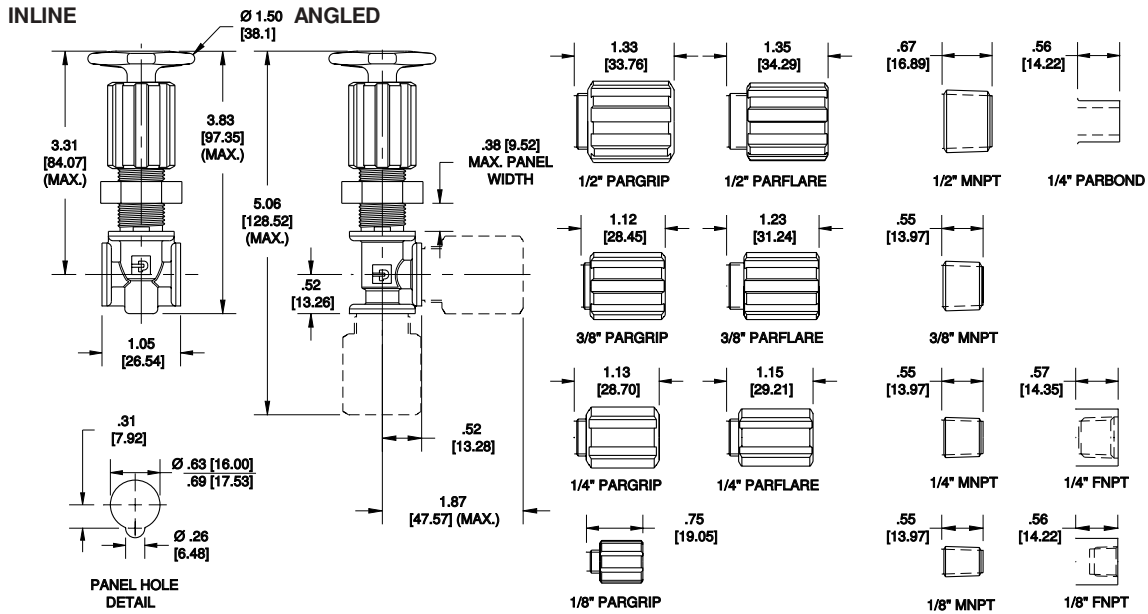 INLINE
Ø 1.50
[38.1]
ANGLED
3.31
[84.07]
(MAX.)
3.83
[97.35]
(MAX.)
1.05
[26.54]
5.06
[128.52]
(MAX.)
.38 [9.52]
MAX. PANEL
WIDTH
.52
[13.26]
.52
[13.28]
1.87
[47.57] (MAX.)
.31
[7.92]
Ø .63 [16.00]
.69 [17.53]
Ø .26
[6.48]
PANEL HOLE
DETAIL
1.33
[33.76]
1/2" PARGRIP
1.35
[34.29]
1/2" PARFLARE
.67
[16.89]
1/2" MNPT
.56
[14.22]
1/4" PARBOND
1.12
[28.45]
3/8" PARGRIP
1.23
[31.24]
3/8" PARFLARE
.55
[13.97]
3/8" MNPT
1.13
[28.70]
1/4" PARGRIP
1.15
[29.21]
1/4" PARFLARE
.55
[13.97]
1/4" MNPT
.57
[14.35]
1/4" FNPT
.75
[19.05]
1/8" PARGRIP
.55
[13.97]
1/8" MNPT
.56
[14.22]
1/8" FNPT